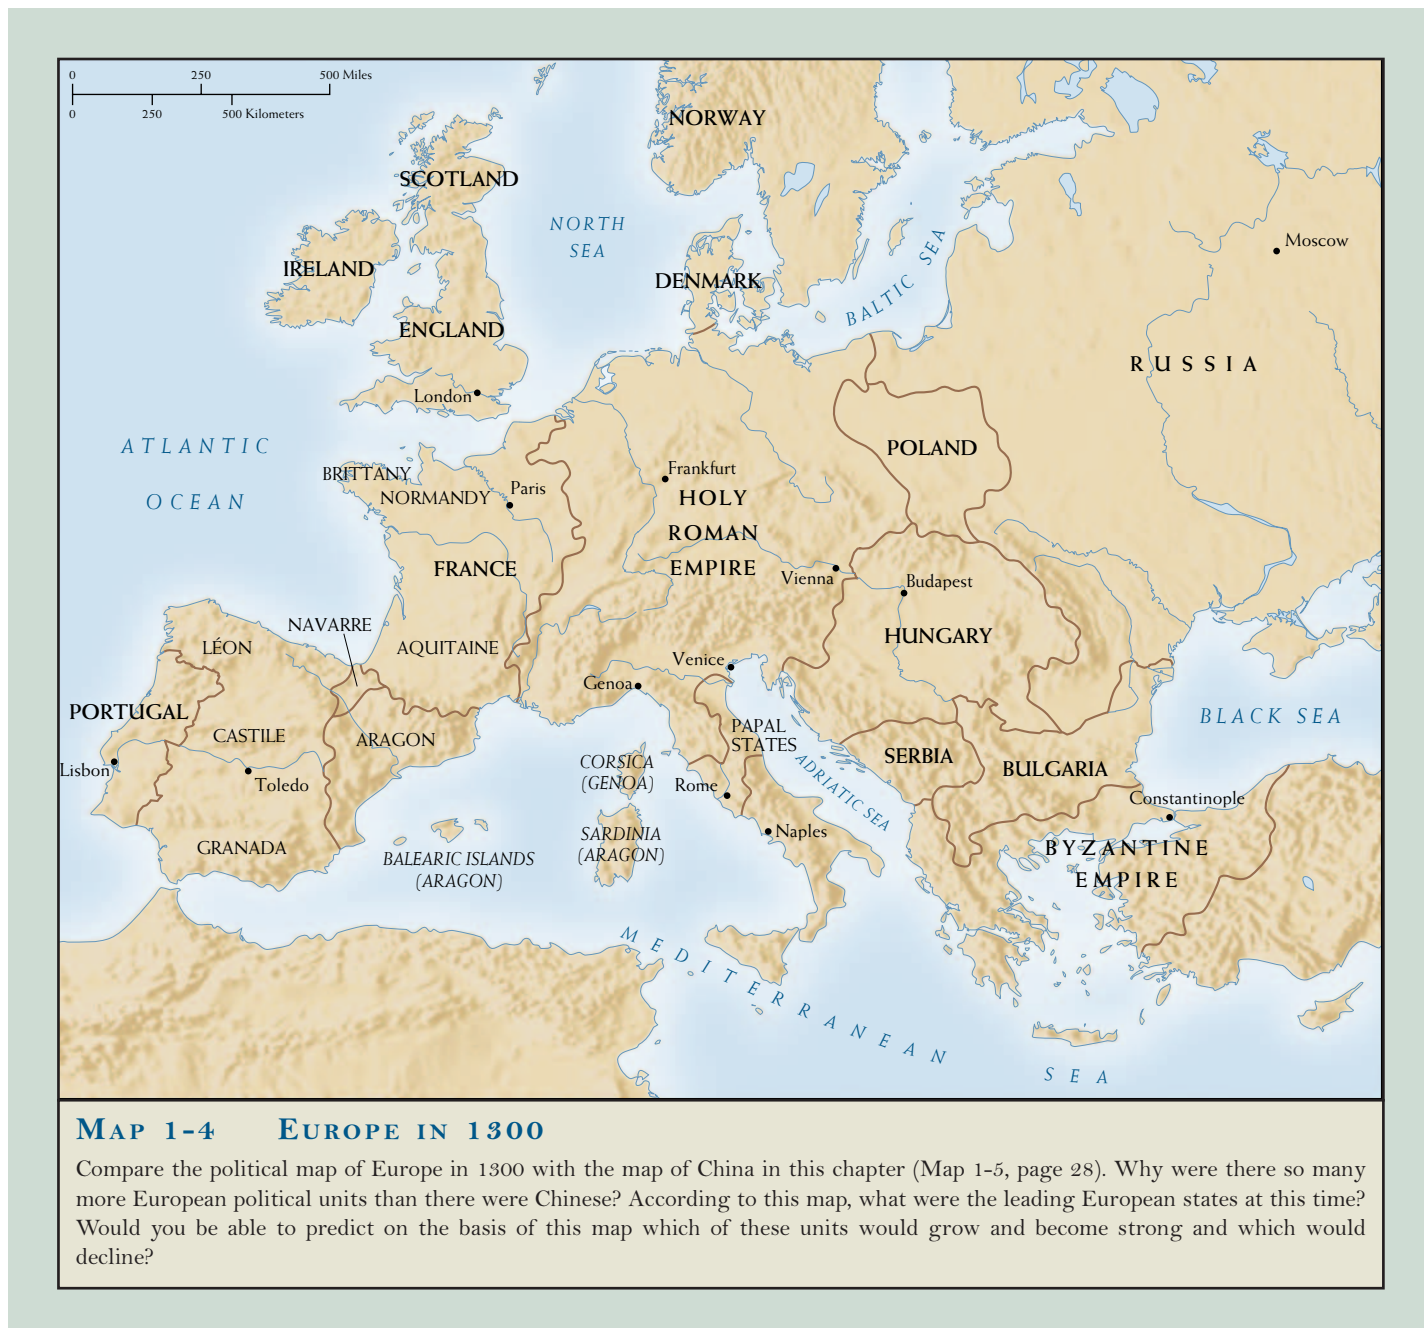 0 250 500 Miles
0 250 500 Kilometers
NORWAY
SCOTLAND
NORTH
SEA
IRELAND
DENMARK
BALTIC SEA
Moscow
ENGLAND
London
RUSSIA
ATLANTIC
OCEAN
BRITTANY
NORMANDY
Paris
Frankfurt
HOLY
ROMAN
EMPIRE
POLAND
FRANCE
Vienna
Budapest
HUNGARY
NAVARRE
LÉON
AQUITAINE
Venice
Genoa
PORTUGAL
CASTILE
ARAGON
Lisbon
Toledo
GRANADA
CORSICA
(GENOA)
PAPAL
STATES
Rome
ADRIATIC SEA
SERBIA
BULGARIA
BLACK SEA
Constantinople
SARDINIA
(ARAGON)
Naples
BALEARIC ISLANDS
(ARAGON)
BYZANTINE
EMPIRE
MEDITERRANEAN
SEA
MAP 1-4 EUROPE IN 1300
Compare the political map of Europe in 1300 with the map of China in this chapter (Map 1-5, page 28). Why were there so many
more European political units than there were Chinese? According to this map, what were the leading European states at this time?
Would you be able to predict on the basis of this map which of these units would grow and become strong and which would
decline?